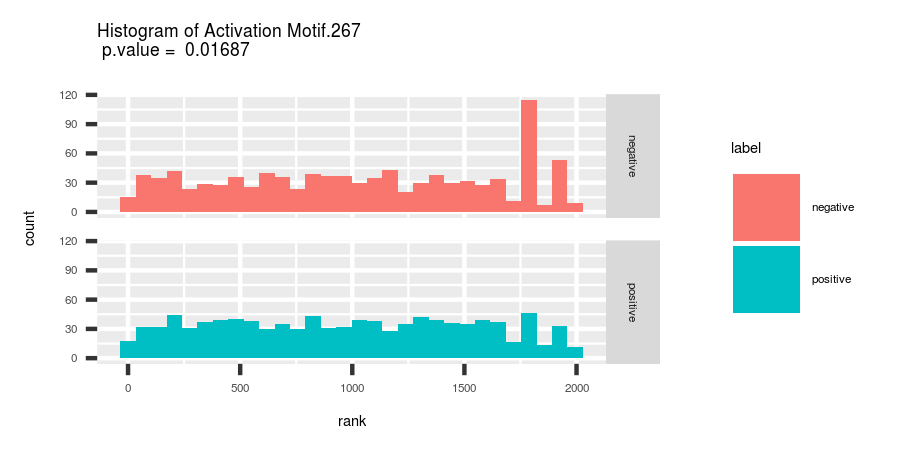 Histogram of Activation Motif.267
p.value = 0.01687
120
90
60
30
0
negative
120
90
60
30
0
positive
0 500 1000 1500 2000
rank
count
label
negative
positive